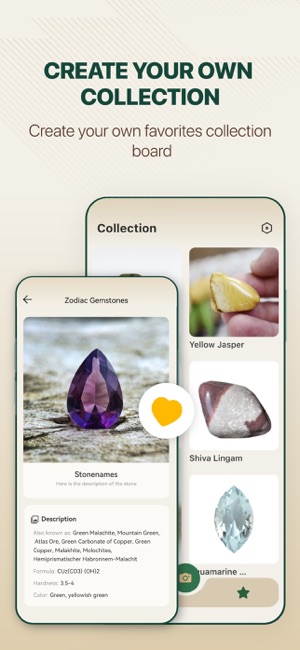 CREATE YOUR OWN
COLLECTION
Create your own favorites collection
board
Collection
Yellow Jasper
Shiva Lingam
quamarine ...
Zodiac Gemstones
Stonenames
Here is the description of the stone
Description
Also known as: Green Malachite, Mountain Green,
Atlas Ore, Green Carbonate of Copper, Green
Copper, Malakhite, Molochites,
Hemiprismatischer Habronnem-Malachit
Formula: CU2(CO3) (OH)2
Hardness: 3.5-4
Color: Green, yellowish green